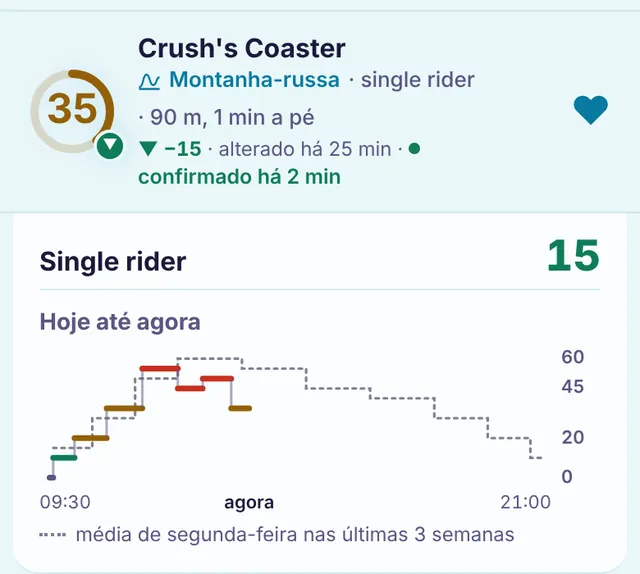 Crush's Coaster
35
Montanha-russa · single rider
· 90 m, 1 min a pé
▼ −15 · alterado há 25 min · ●
confirmado há 2 min
Single rider 15
Hoje até agora
60
45
20
0
09:30 agora 21:00
média de segunda-feira nas últimas 3 semanas